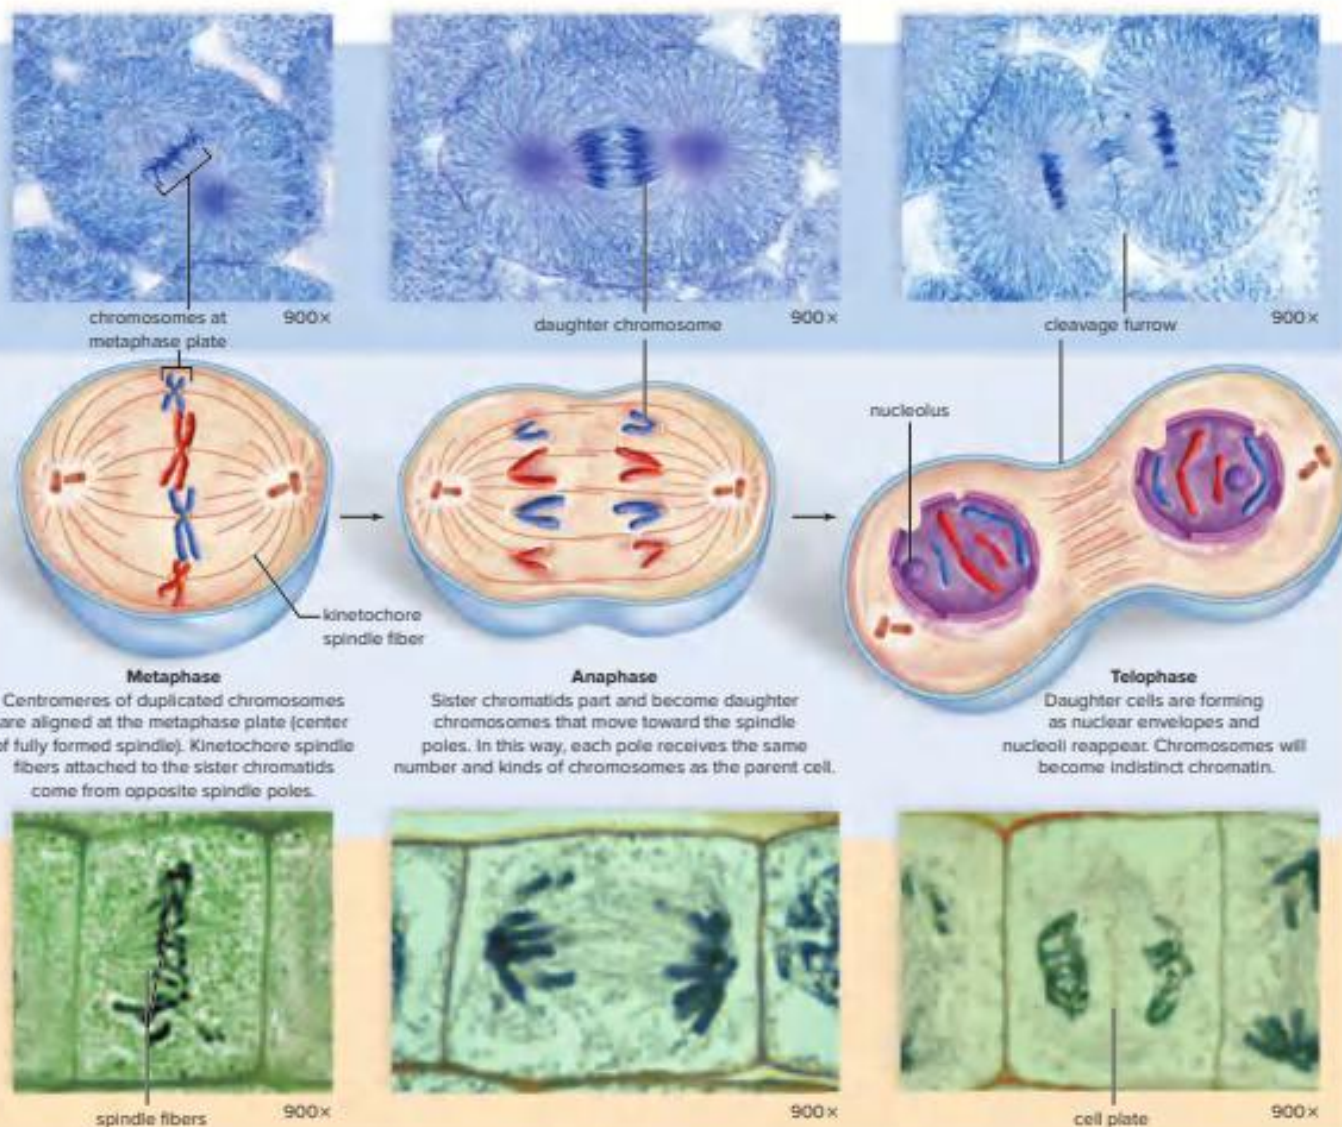 chromosomes at
metaphase plate
900×
daughter chromosome
900×
cleavage furrow
900×
nucleolus
kinetochore
spindle fiber
Metaphase
Centromeres of duplicated chromosomes
are aligned at the metaphase plate (center
of fully formed spindle). Kinetochore spindle
fibers attached to the sister chromatids
come from opposite spindle poles.
Anaphase
Sister chromatids part and become daughter
chromosomes that move toward the spindle
poles. In this way, each pole receives the same
number and kinds of chromosomes as the parent cell.
Telophase
Daughter cells are forming
as nuclear envelopes and
nucleoli reappear. Chromosomes will
become indistinct chromatin.
spindle fibers
900×
900×
cell plate
900×